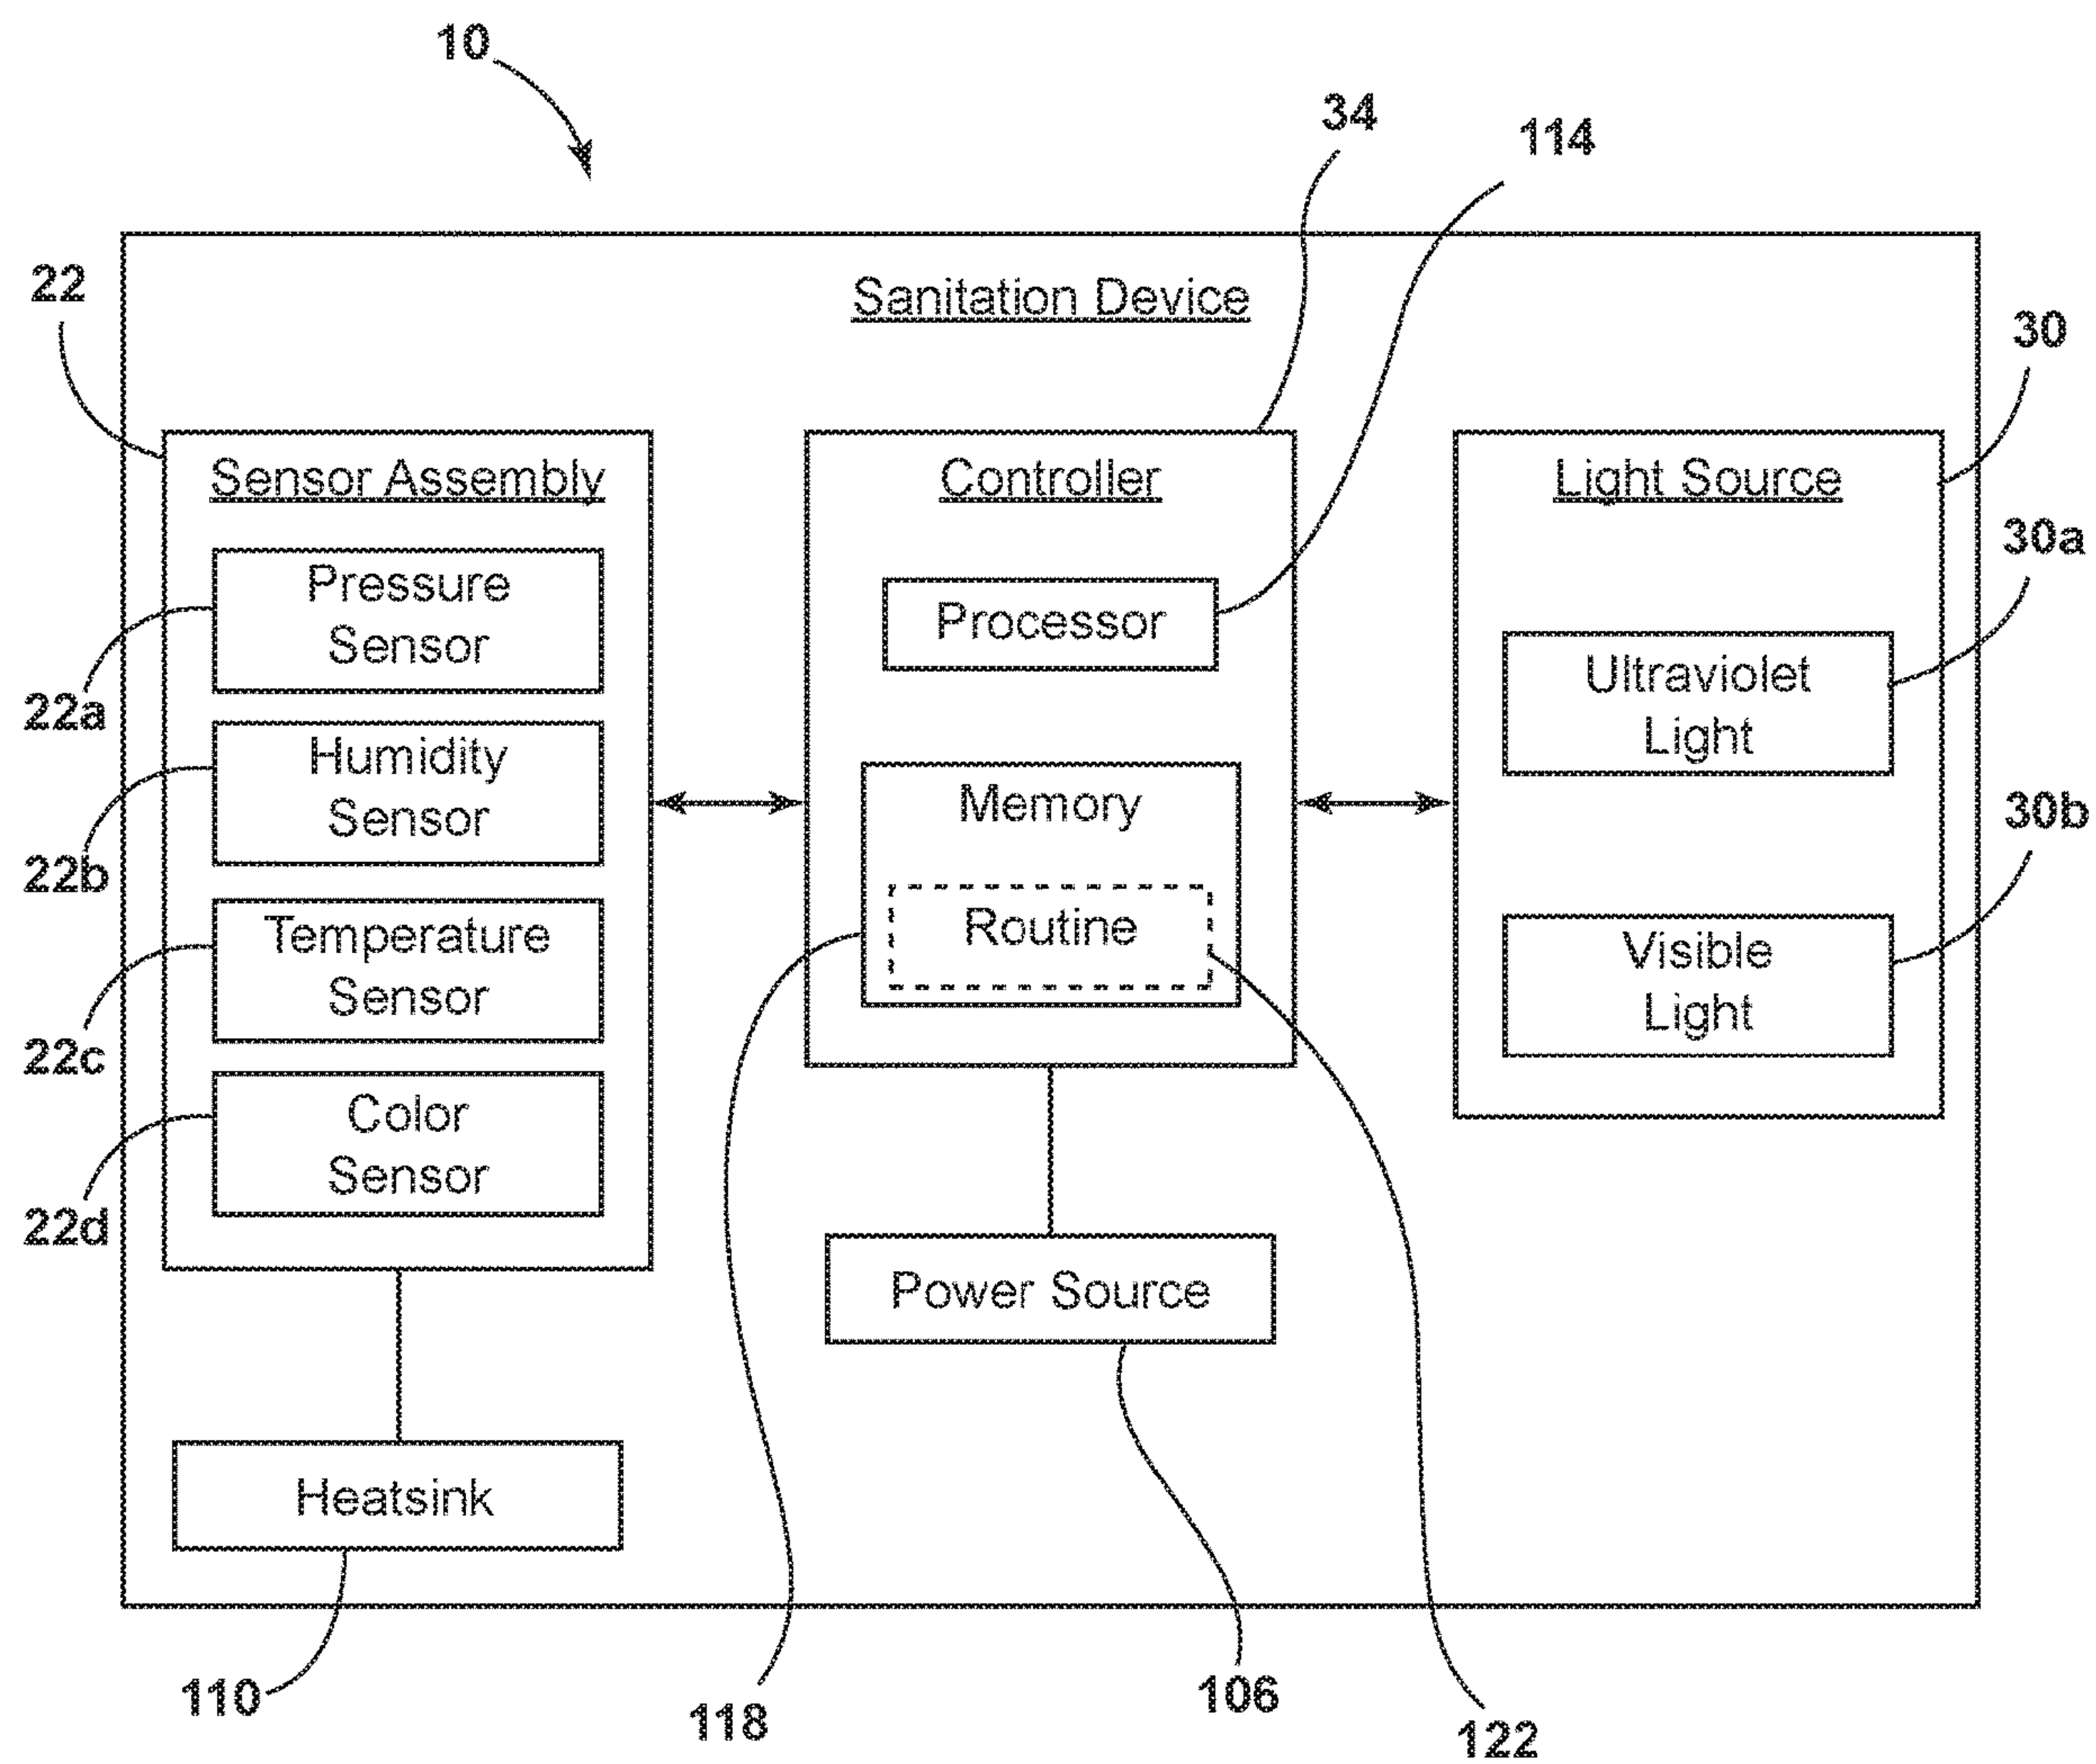 10
34
114
22
Sanitation Device
30
Sensor Assembly
Controller
Light Source
30a
Pressure
Sensor
Processor
Ultraviolet
Light
22a
Humidity
Sensor
Memory
30b
22b
Temperature
Sensor
Routine
Visible
Light
22c
Color
Sensor
22d
Power Source
Heatsink
110
118
106
122